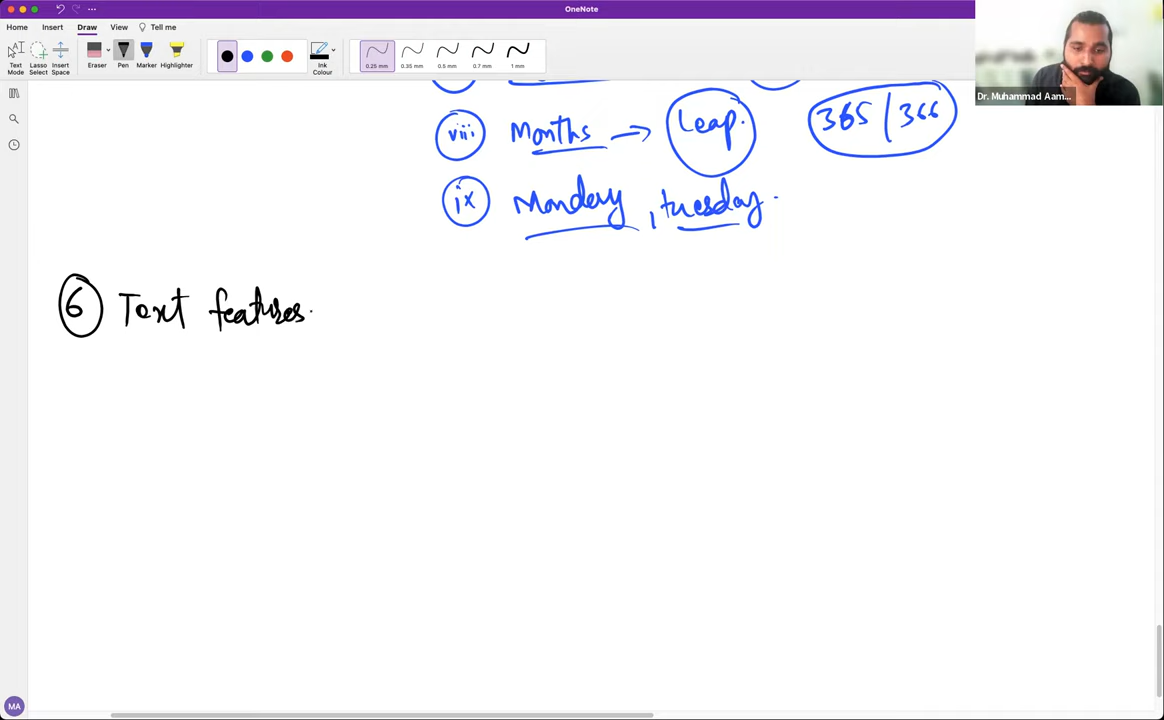 OneNote
Home Insert Draw View Tell me
Text Mode Lasso Select Insert Space Eraser Pen Marker Highlighter Ink Colour 0.25 mm 0.35 mm 0.5 mm 0.7 mm 1 mm
Dr. Muhammad Aam...
viii Months → Leap. 365 / 366
ix Monday, tuesday.
6 Text features.
MA